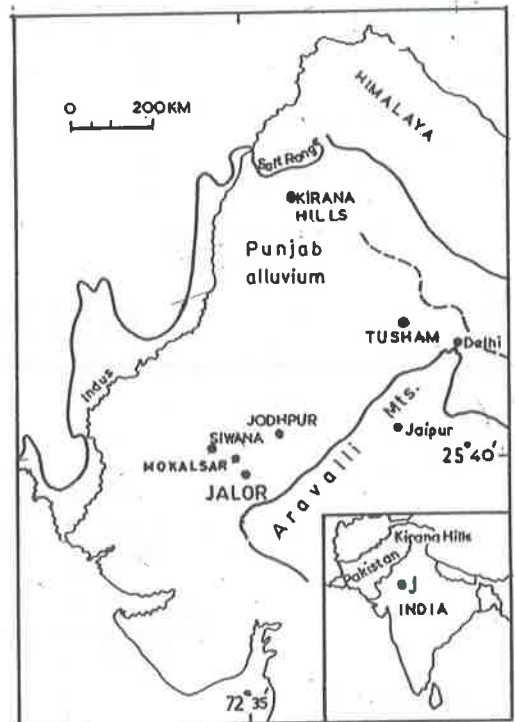 0 200KM
HIMALAYA
Salt Range
KIRANA
HILLS
Punjab
alluvium
TUSHAM
Delhi
Indus
Mts.
JODHPUR
SIWANA
Jaipur
MOKALSAR
25°40'
JALOR
Aravalli
Kirana Hills
Pakistan
J
INDIA
72°35'